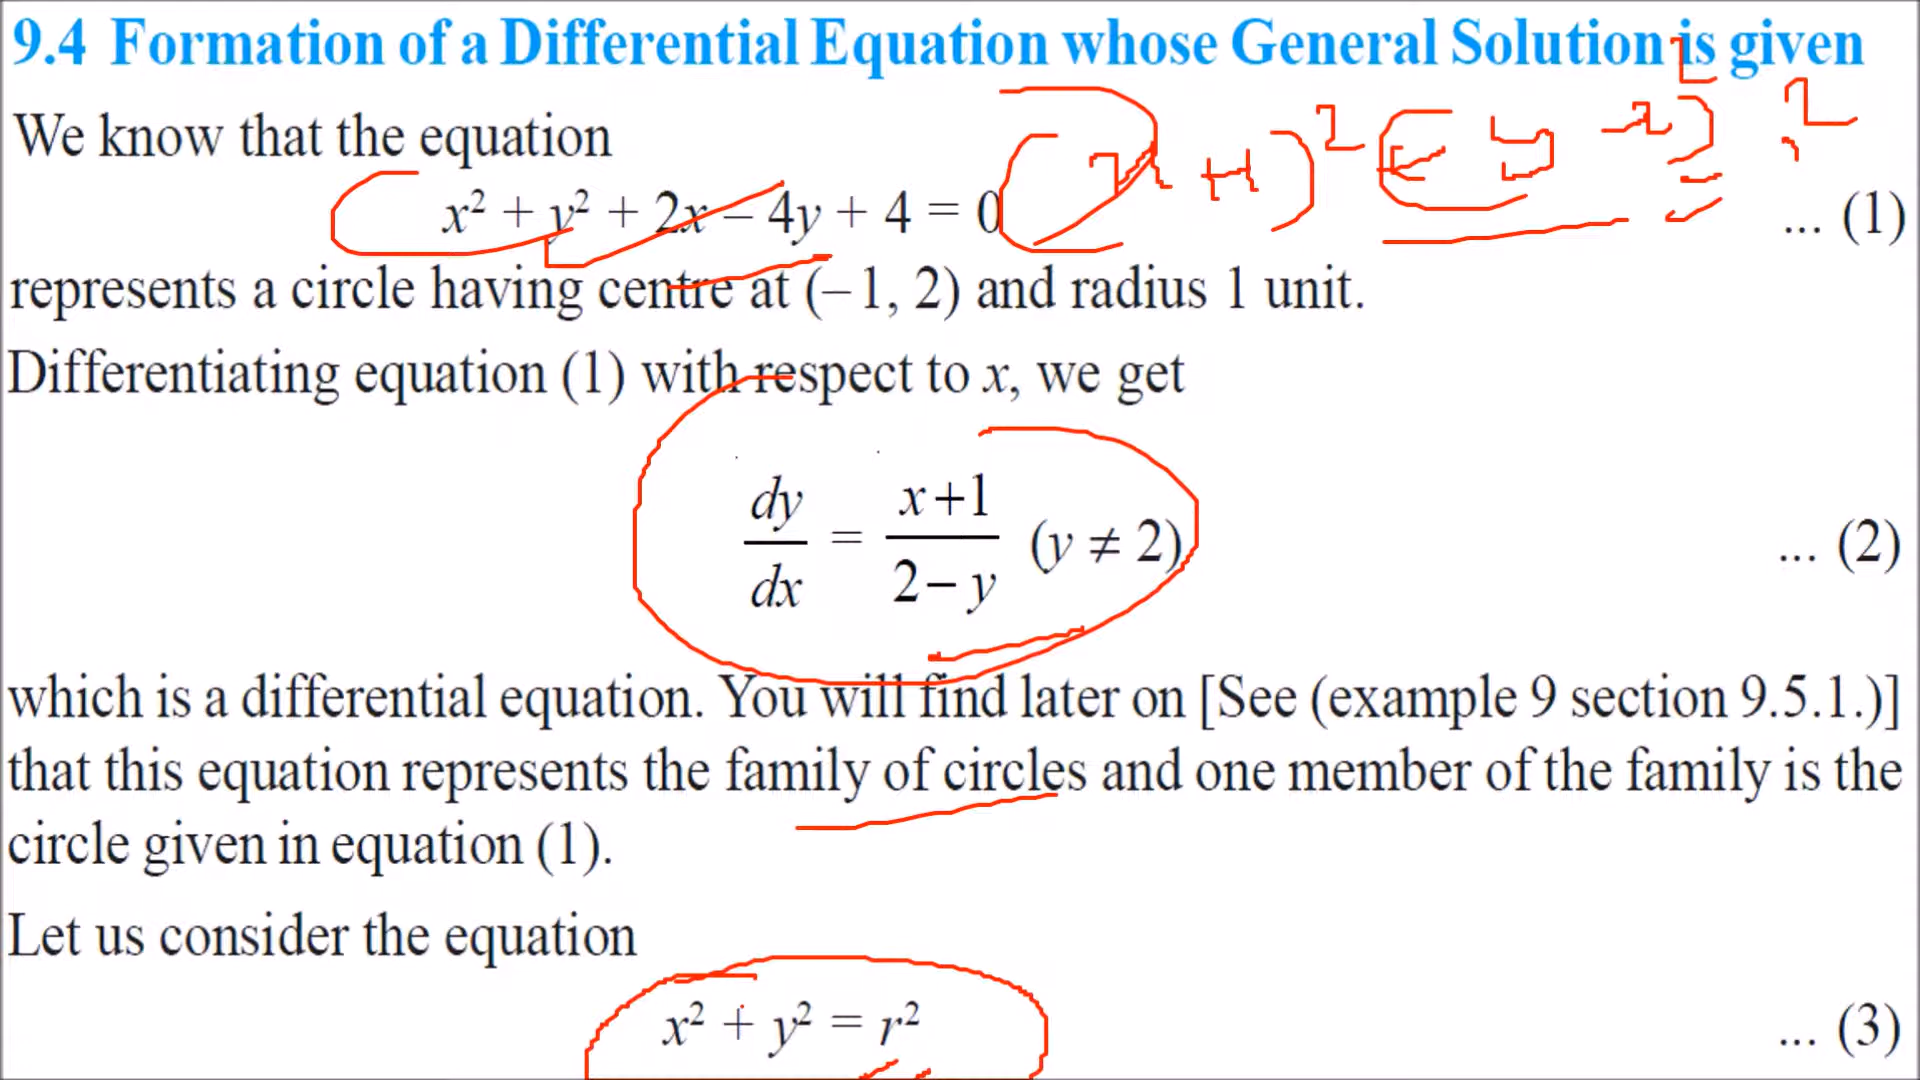 9.4 Formation of a Differential Equation whose General Solution is given
We know that the equation
x² + y² + 2x – 4y + 4 = 0 ... (1)
represents a circle having centre at (–1, 2) and radius 1 unit.
Differentiating equation (1) with respect to x, we get
dy/dx = x+1/2–y (y ≠ 2) ... (2)
which is a differential equation. You will find later on [See (example 9 section 9.5.1.)]
that this equation represents the family of circles and one member of the family is the
circle given in equation (1).
Let us consider the equation
x² + y² = r² ... (3)